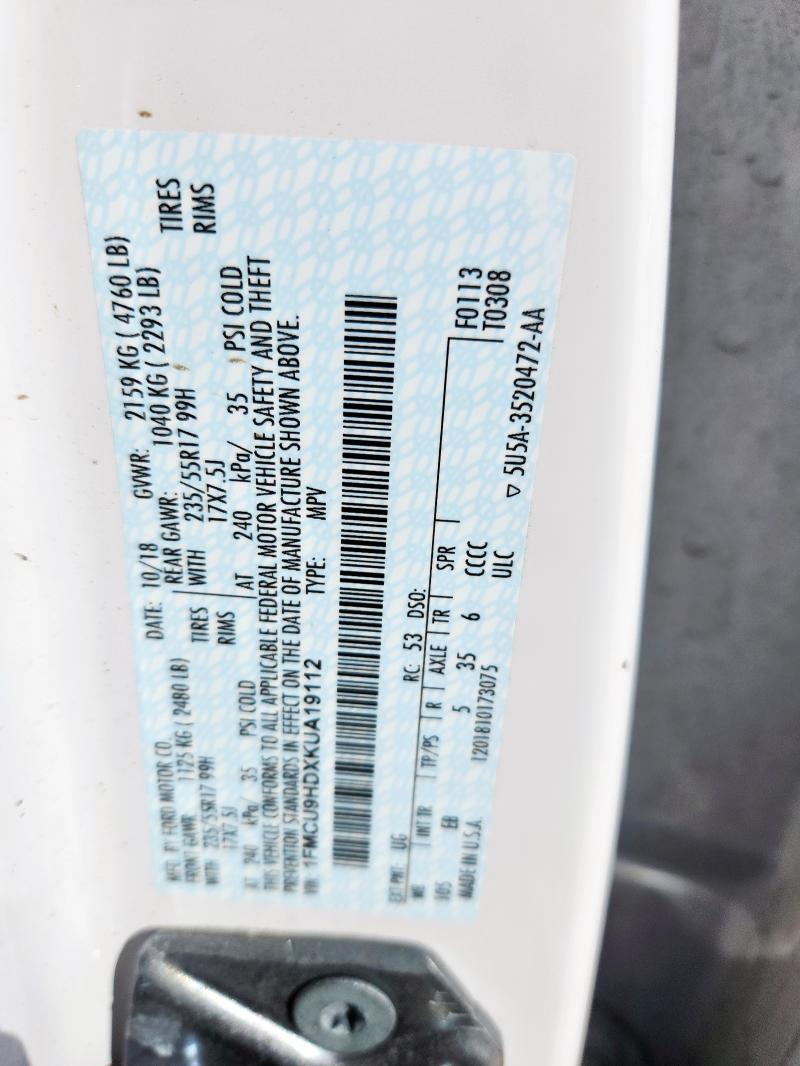 MFD. BY FORD MOTOR CO.
DATE: 10/18 GVWR: 2159 KG ( 4760 LB)
FRONT GAWR: 1125 KG ( 2480 LB) REAR GAWR: 1040 KG ( 2293 LB)
WITH 235/55R17 99H TIRES WITH 235/55R17 99H TIRES
17X7.5J RIMS 17X7.5J RIMS
AT 240 kPa/ 35 PSI COLD AT 240 kPa/ 35 PSI COLD
THIS VEHICLE CONFORMS TO ALL APPLICABLE FEDERAL MOTOR VEHICLE SAFETY AND THEFT
PREVENTION STANDARDS IN EFFECT ON THE DATE OF MANUFACTURE SHOWN ABOVE.
VIN: 1FMCU9HDXKUA19112 TYPE: MPV
EXT PNT: UG RC: 53 DSO:
WB INT TR TP/PS R AXLE TR SPR F0113
105 EB 5 35 6 CCCC T0308
MADE IN U.S.A. 1201810173075 ULC
▽ 5U5A-3520472-AA